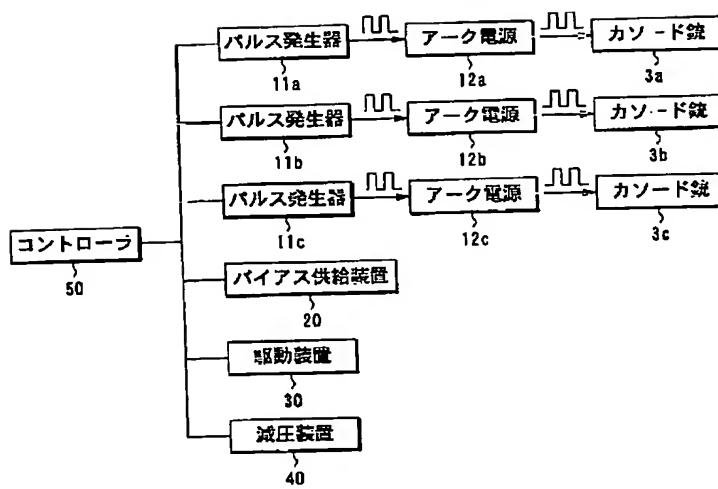 パルス発生器 アーク電源 カソード銃
11a 12a 3a
パルス発生器 アーク電源 カソード銃
11b 12b 3b
パルス発生器 アーク電源 カソード銃
11c 12c 3c
コントローラ
50
バイアス供給装置
20
駆動装置
30
減圧装置
40